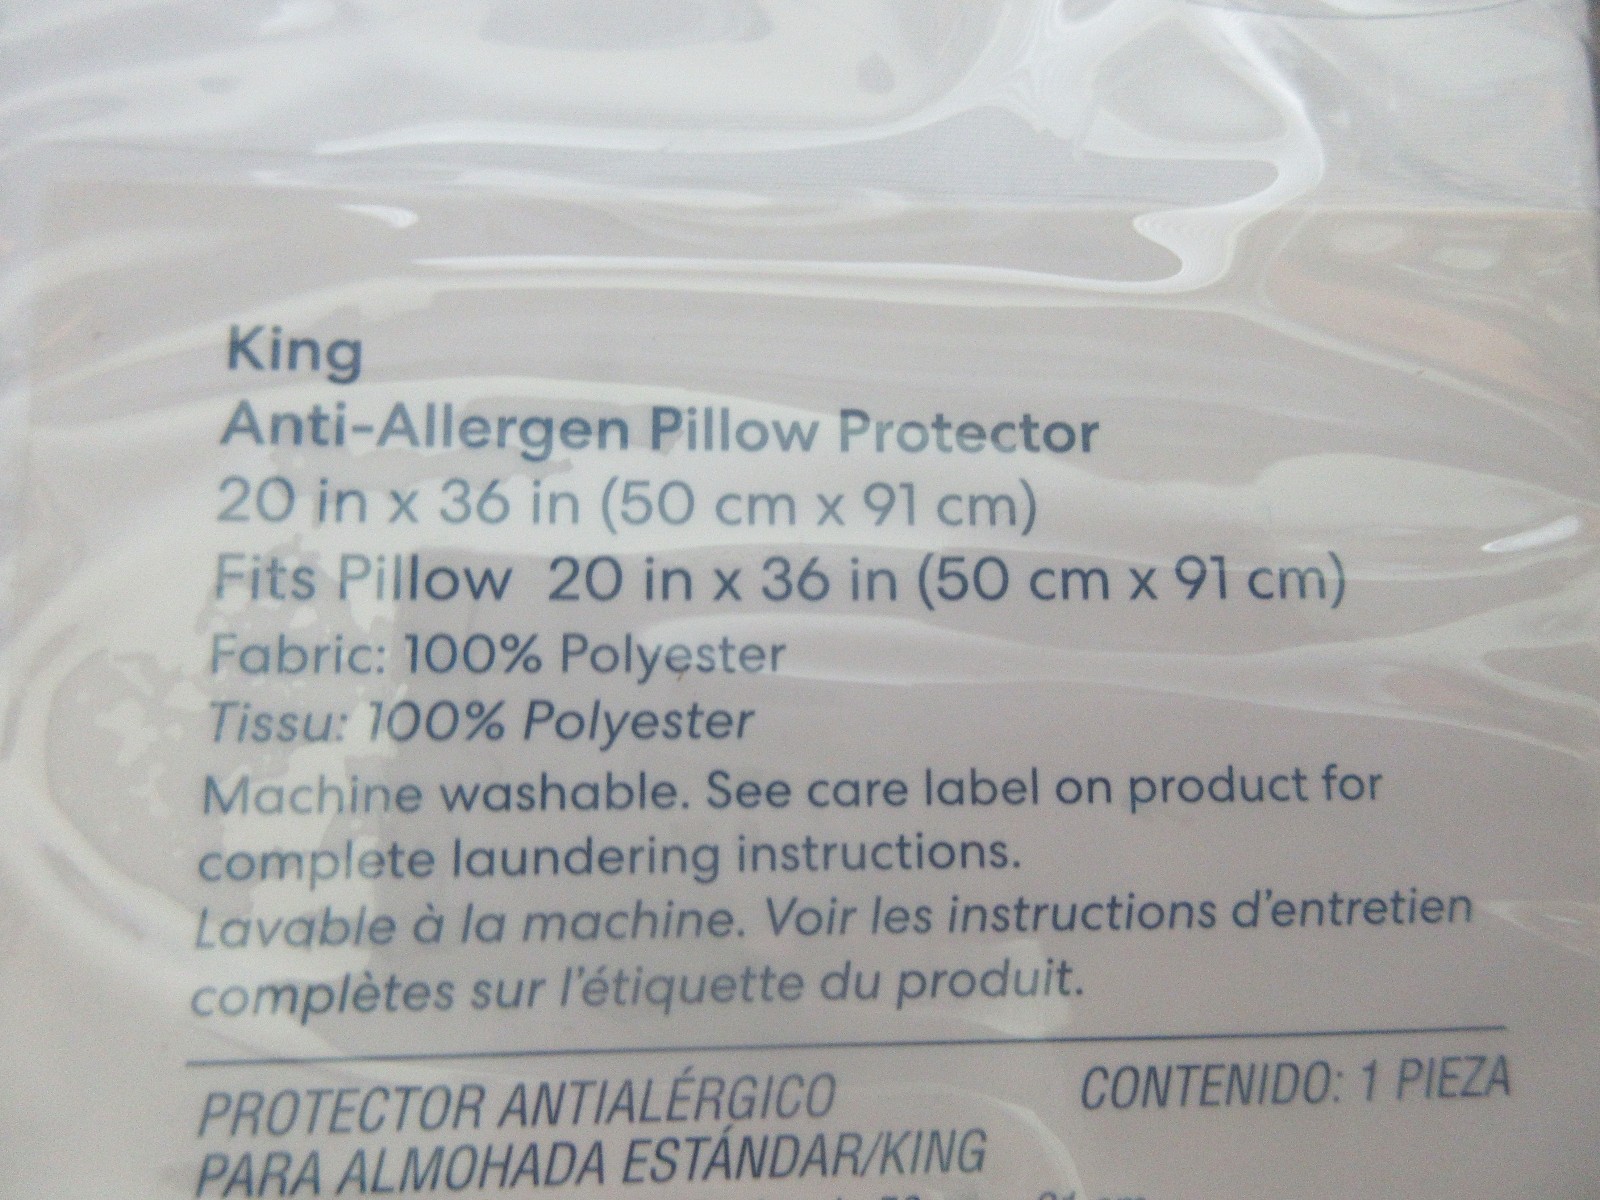 King
Anti-Allergen Pillow Protector
20 in x 36 in (50 cm x 91 cm)
Fits Pillow 20 in x 36 in (50 cm x 91 cm)
Fabric: 100% Polyester
Tissu: 100% Polyester
Machine washable. See care label on product for
complete laundering instructions.
Lavable à la machine. Voir les instructions d'entretien
complètes sur l'étiquette du produit.
PROTECTOR ANTIALÉRGICO CONTENIDO: 1 PIEZA
PARA ALMOHADA ESTÁNDAR/KING